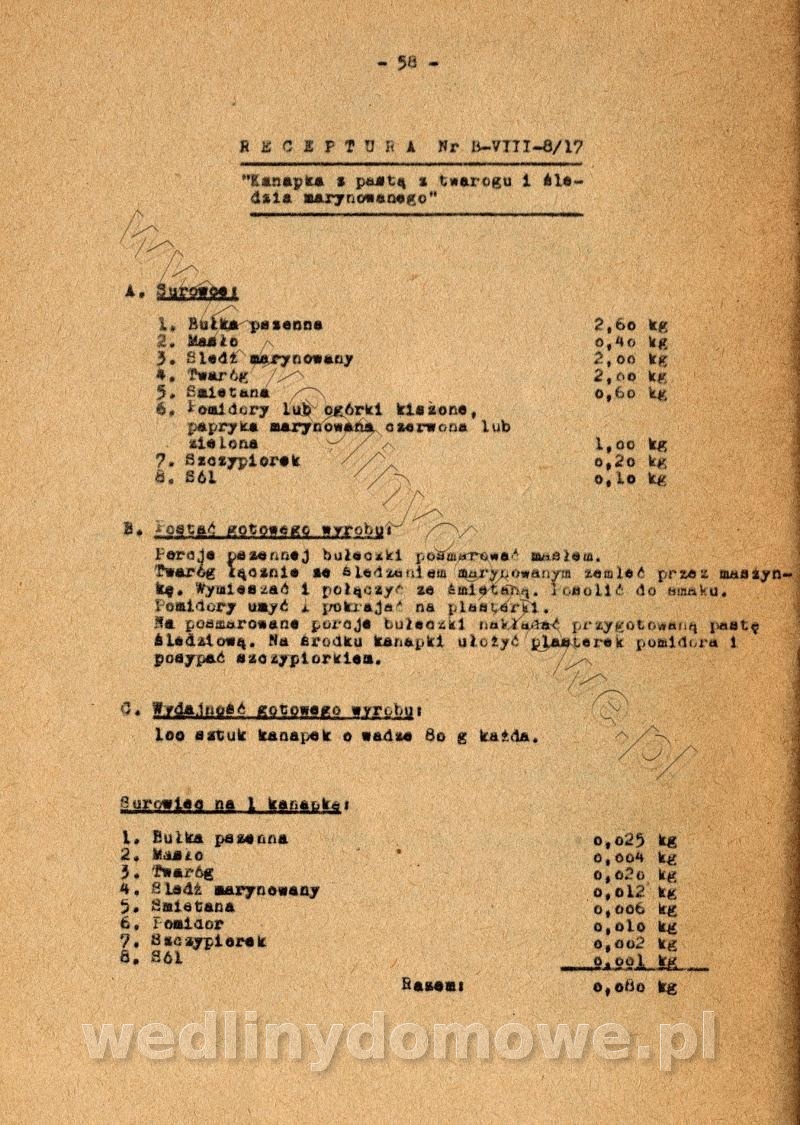 - 58 -
R E C E P T U R A Nr B-VIII-8/17
"Kanapka z pastą z twarogu i śle-
dzia marynowanego"
A. Surowce:
1. Bułka pszenna 2,60 kg
2. Masło 0,40 kg
3. Śledź marynowany 2,00 kg
4. Twaróg 2,00 kg
5. Śmietana 0,60 kg
6. Pomidory lub ogórki kiszone,
papryka marynowana czerwona lub
zielona 1,00 kg
7. Szczypiorek 0,20 kg
8. Sól 0,10 kg
B. Postać gotowego wyrobu:
Porcje pszennej bułeczki posmarować masłem.
Twaróg łącznie ze śledzeniem marynowanym zemleć przez maszyn-
kę. Wymieszać i połączyć ze śmietaną. Posolić do smaku.
Pomidory umyć i pokrajać na plasterki.
Na posmarowane porcje bułeczki nakładać przygotowaną pastę
śledziową. Na środku kanapki ułożyć plasterek pomidora i
posypać szczypiorkiem.
C. Wydajność gotowego wyrobu:
100 sztuk kanapek o wadze 80 g każda.
Surowiec na 1 kanapkę:
1. Bułka pszenna 0,025 kg
2. Masło 0,004 kg
3. Twaróg 0,020 kg
4. Śledź marynowany 0,012 kg
5. Śmietana 0,006 kg
6. Pomidor 0,010 kg
7. Szczypiorek 0,002 kg
8. Sól 0,001 kg
Razem: 0,080 kg
www.wedlinydomowe.pl
wedlinydomowe.pl